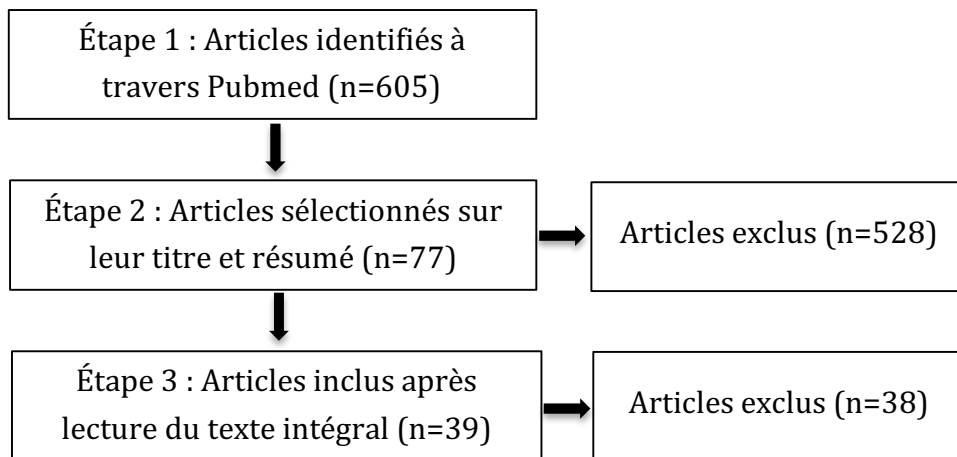 Étape 1 : Articles identifiés à
travers Pubmed (n=605)
Étape 2 : Articles sélectionnés sur
leur titre et résumé (n=77)
Articles exclus (n=528)
Étape 3 : Articles inclus après
lecture du texte intégral (n=39)
Articles exclus (n=38)